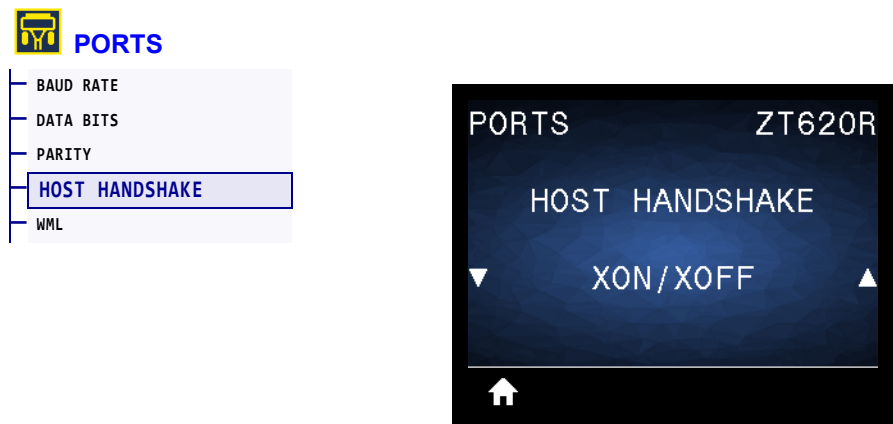 PORTS
BAUD RATE
DATA BITS
PARITY
HOST HANDSHAKE
WML
PORTS ZT620R
HOST HANDSHAKE
XON/XOFF